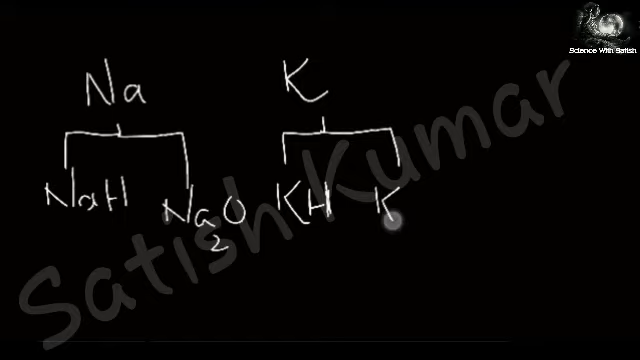 Science With Satish
Na K
NaH Na2O KH K
Satish Kumar